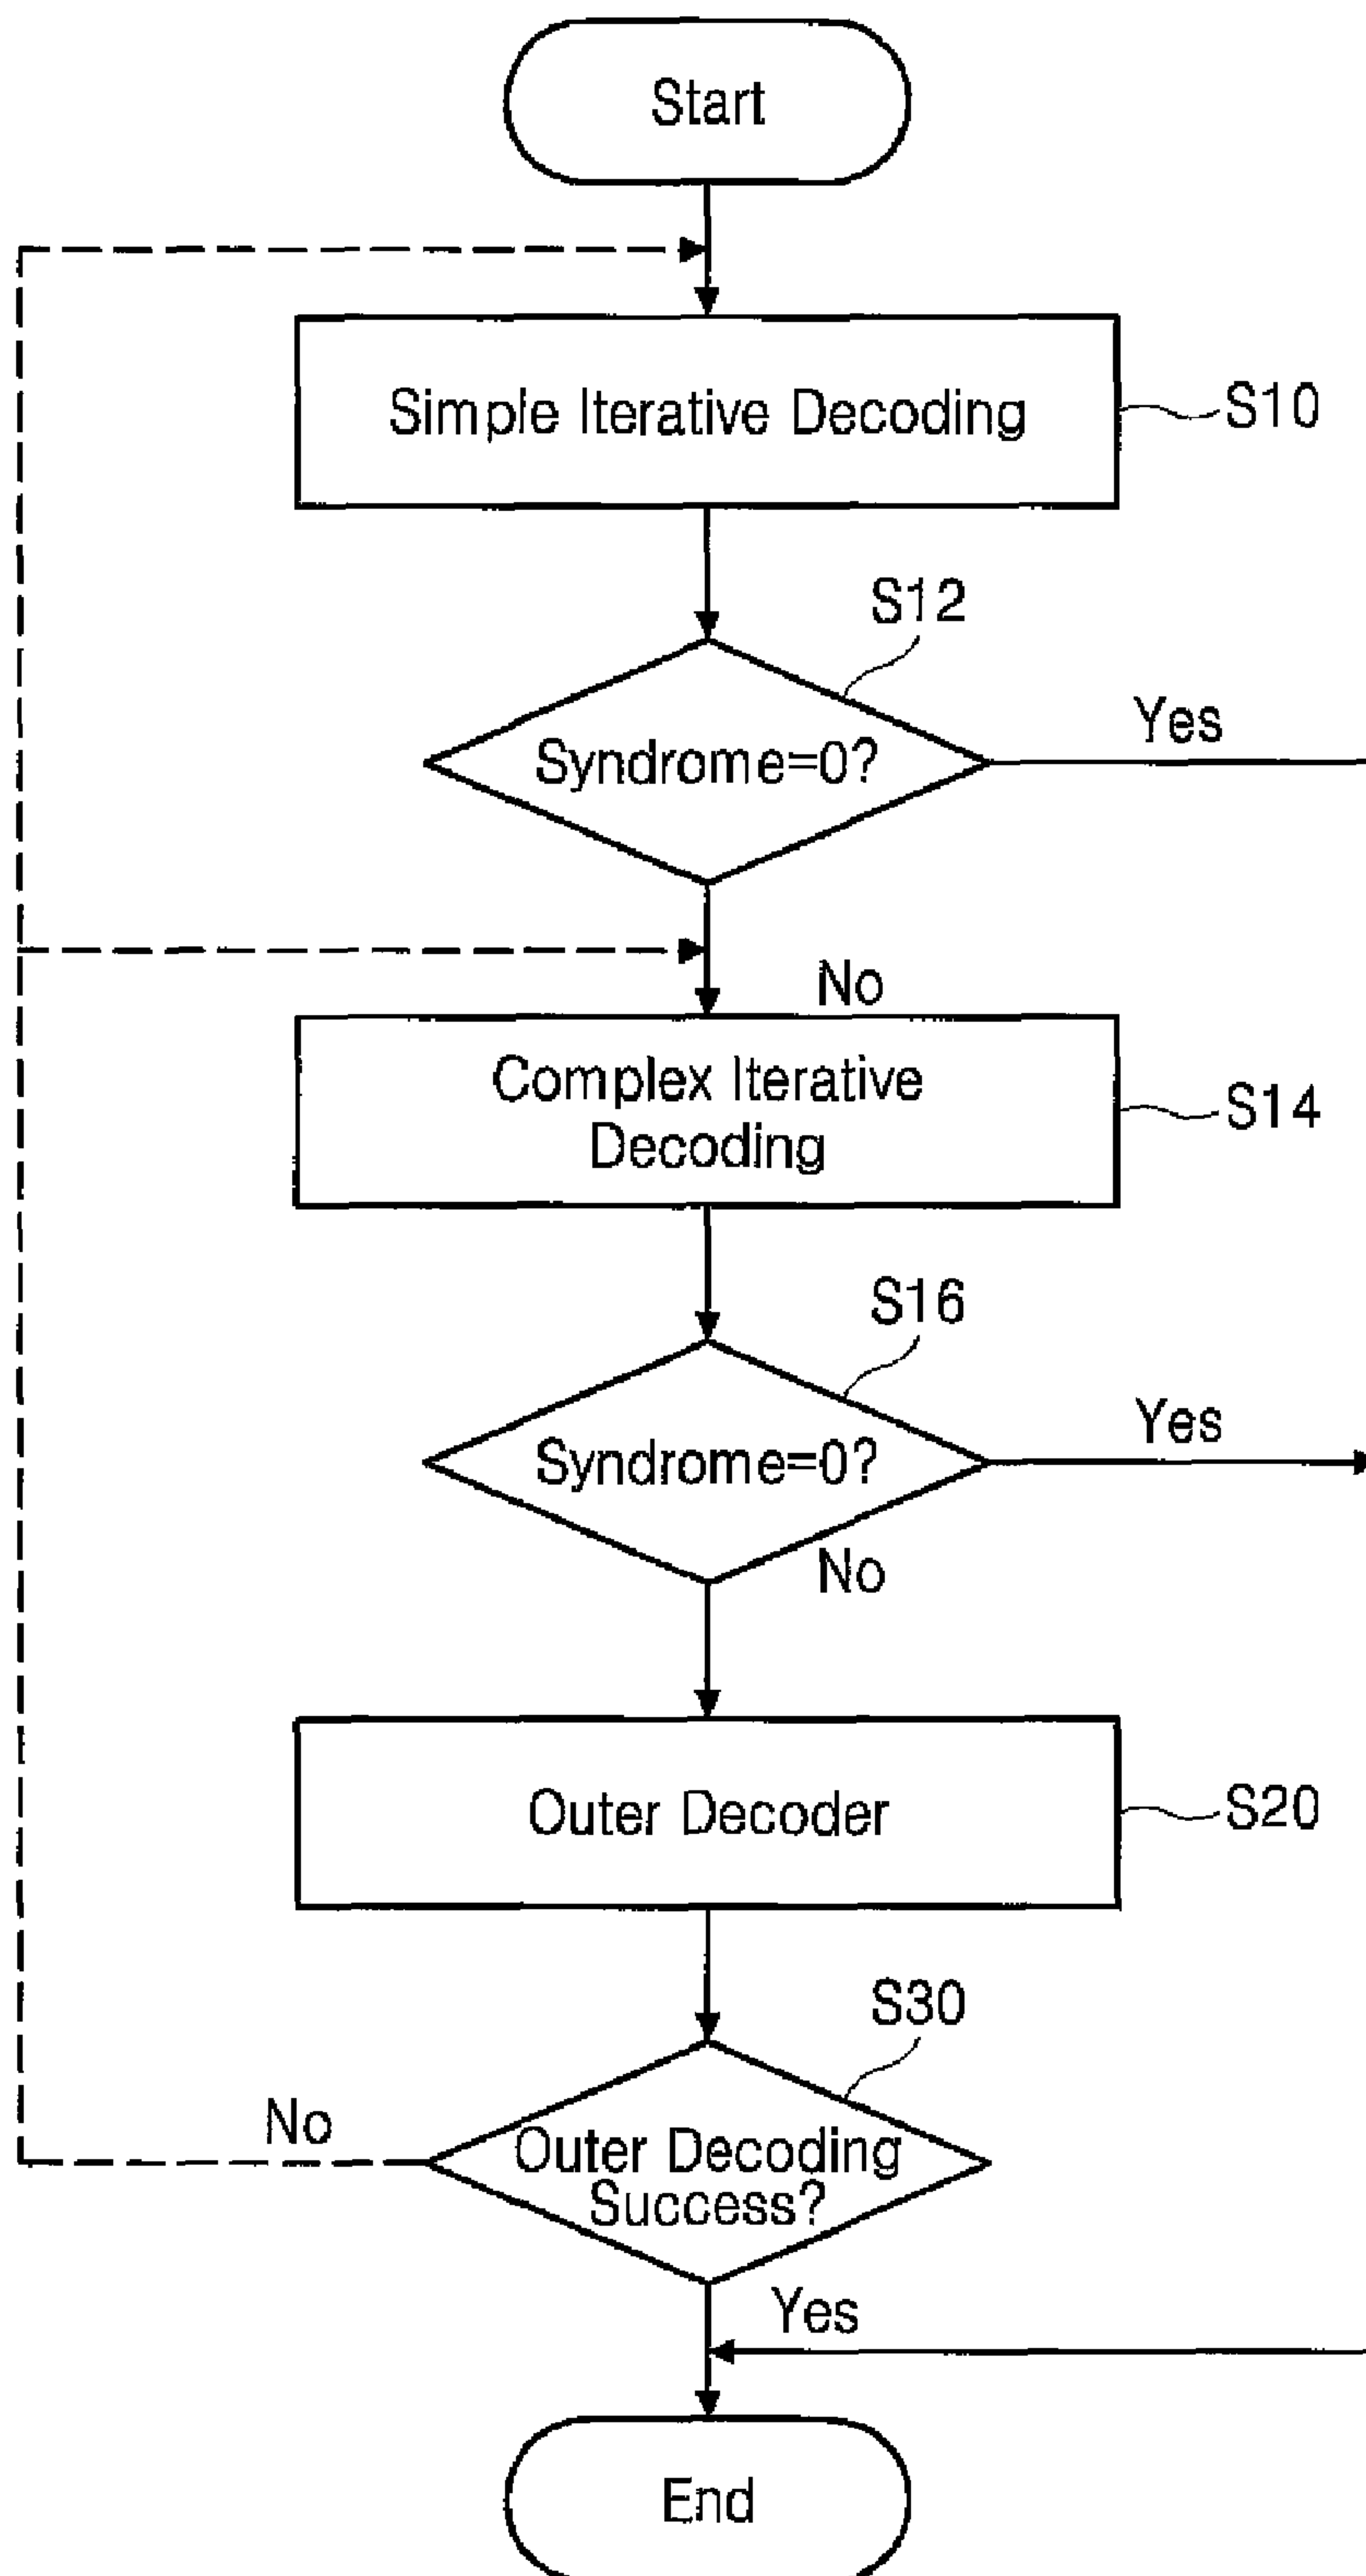 Start
Simple Iterative Decoding
S10
S12
Syndrome=0?
Yes
No
Complex Iterative
Decoding
S14
S16
Syndrome=0?
Yes
No
Outer Decoder
S20
S30
Outer Decoding
Success?
No
Yes
End